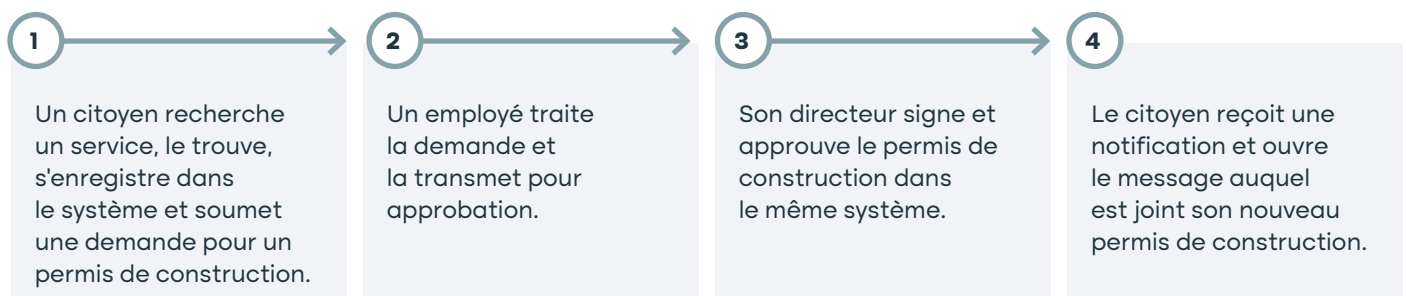 1
Un citoyen recherche
un service, le trouve,
s'enregistre dans
le système et soumet
une demande pour un
permis de construction.
2
Un employé traite
la demande et
la transmet pour
approbation.
3
Son directeur signe et
approuve le permis de
construction dans
le même système.
4
Le citoyen reçoit une
notification et ouvre
le message auquel
est joint son nouveau
permis de construction.